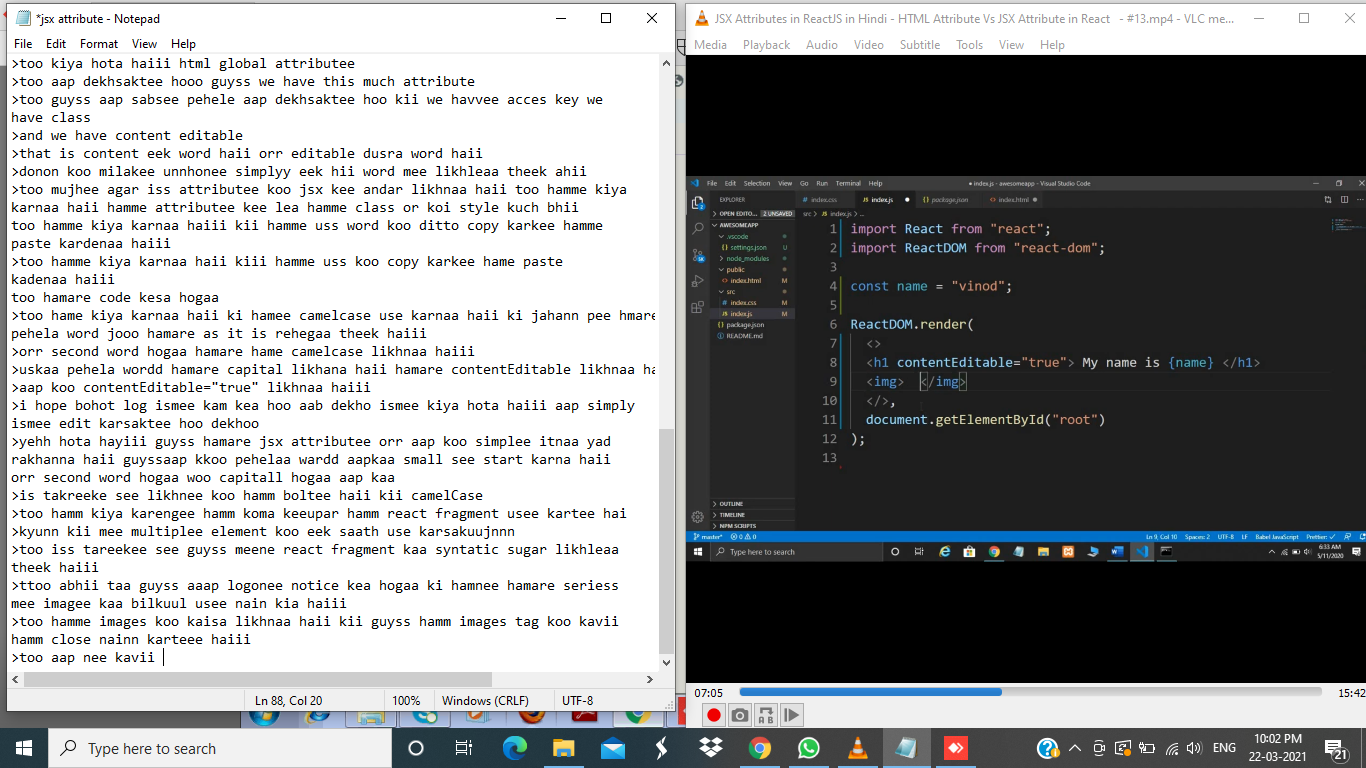 *jsx attribute - Notepad
File Edit Format View Help
>too kiya hota haiii html global attributee
>too aap dekhsaktee hooo guyss we have this much attribute
>too guyss aap sabsee pehele aap dekhsaktee hoo kii we havvee acces key we
have class
>and we have content editable
>that is content eek word haii orr editable dusra word haii
>donon koo milakee unnhonee simplyy eek hii word mee likhleaa theek ahii
>too mujhee agar iss attributee koo jsx kee andar likhnaa haii too hamme kiya
karnaa haii hamme attributee kee lea hamme class or koi style kuch bhii
too hamme kiya karnaa haiii kii hamme uss word koo ditto copy karkee hamme
paste kardenaa haiii
>too hamme kiya karnaa haii kiii hamme uss koo copy karkee hame paste
kadenaa haiii
too hamare code kesa hogaa
>too hame kiya karnaa haii ki hamee camelcase use karnaa haii ki jahann pee hmare
pehela word jooo hamare as it is rehegaa theek haiii
>orr second word hogaa hamare hame camelcase likhnaa haiii
>uskaa pehela wordd hamare capital likhana haii hamare contentEditable likhnaa ha
>aap koo contentEditable="true" likhnaa haiii
>i hope bohot log ismee kam kea hoo aab dekho ismee kiya hota haiii aap simply
ismee edit karsaktee hoo dekhoo
>yehh hota hayiii guyss hamare jsx attributee orr aap koo simplee itnaa yad
rakhanna haii guyssaap kkoo pehelaa wardd aapkaa small see start karna haii
orr second word hogaa woo capitall hogaa aap kaa
>is takreeke see likhnee koo hamm boltee haii kii camelCase
>too hamm kiya karengee hamm koma keeupar hamm react fragment usee kartee hai
>kyunn kii mee multiplee element koo eek saath use karsakuujnnn
>too iss tareekee see guyss meene react fragment kaa syntatic sugar likhleaa
theek haiii
>ttoo abhii taa guyss aaap logonee notice kea hogaa ki hamnee hamare seriess
mee imagee kaa bilkuul usee nain kia haiii
>too hamme images koo kaisa likhnaa haii kii guyss hamm images tag koo kavii
hamm close nainn karteee haiii
>too aap nee kavii
Ln 88, Col 20 100% Windows (CRLF) UTF-8
JSX Attributes in ReactJS in Hindi - HTML Attribute Vs JSX Attribute in React - #13.mp4 - VLC me...
Media Playback Audio Video Subtitle Tools View Help
File Edit Selection View Go Run Terminal Help
index.js - awesomeapp - Visual Studio Code
EXPLORER
OPEN EDITO... 2 UNSAVED
AWESOMEAPP
.vscode
settings.json U
node_modules
public
index.html M
src
index.css M
index.js M
package.json
README.md
OUTLINE
TIMELINE
NPM SCRIPTS
index.css index.js package.json index.html
src > index.js > ...
1 import React from "react";
2 import ReactDOM from "react-dom";
3
4 const name = "vinod";
5
6 ReactDOM.render(
7 <>
8 <h1 contentEditable="true"> My name is {name} </h1>
9 <img> </img>
10 </>,
11 document.getElementById("root")
12 );
13
master* 0 0 Ln 9, Col 10 Spaces: 2 UTF-8 LF Babel JavaScript Prettier: ✓
Type here to search
6:33 AM
5/11/2020
07:05 15:42
Type here to search
ENG
10:02 PM
22-03-2021
21